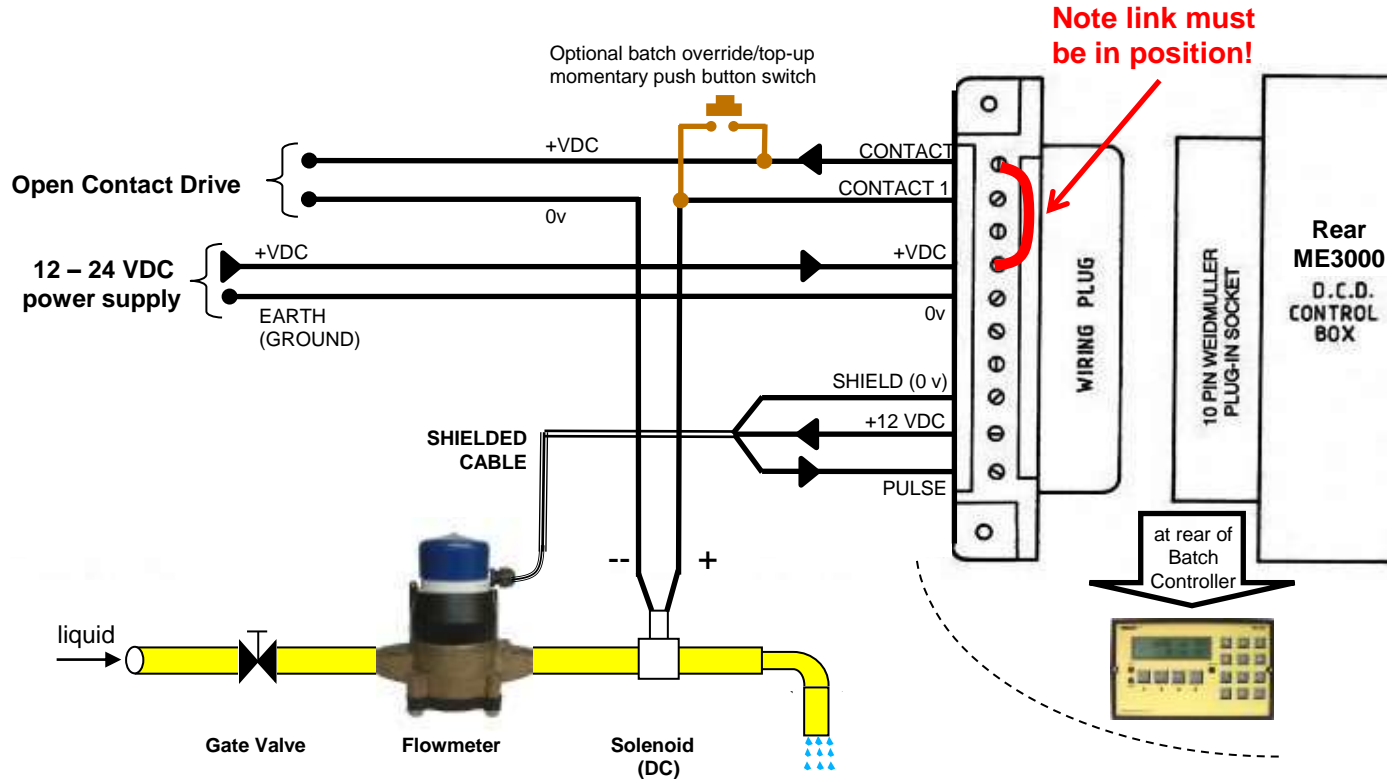 Note link must
be in position!
Optional batch override/top-up
momentary push button switch
+VDC
CONTACT
Open Contact Drive
CONTACT 1
0v
+VDC
+VDC
12 – 24 VDC
power supply
EARTH
(GROUND)
0v
SHIELD (0 v)
+12 VDC
SHIELDED
CABLE
PULSE
WIRING PLUG
10 PIN WEIDMULLER
PLUG-IN SOCKET
Rear
ME3000
D.C.D.
CONTROL
BOX
at rear of
Batch
Controller
-- +
liquid
Gate Valve
Flowmeter
Solenoid
(DC)